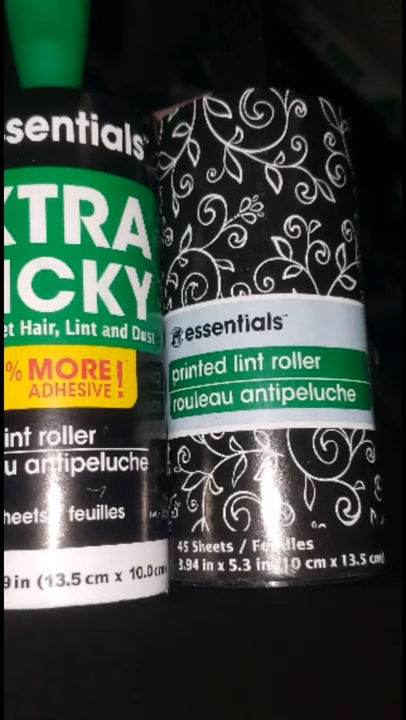 ssentials™
XTRA
ICKY
et Hair, Lint and Dust
% MORE
ADHESIVE!
int roller
u antipeluche
heets / feuilles
9 in (13.5 cm x 10.0 cm
essentials™
printed lint roller
rouleau antipeluche
45 Sheets / Feuilles
3.94 in x 5.3 in (10 cm x 13.5 cm)